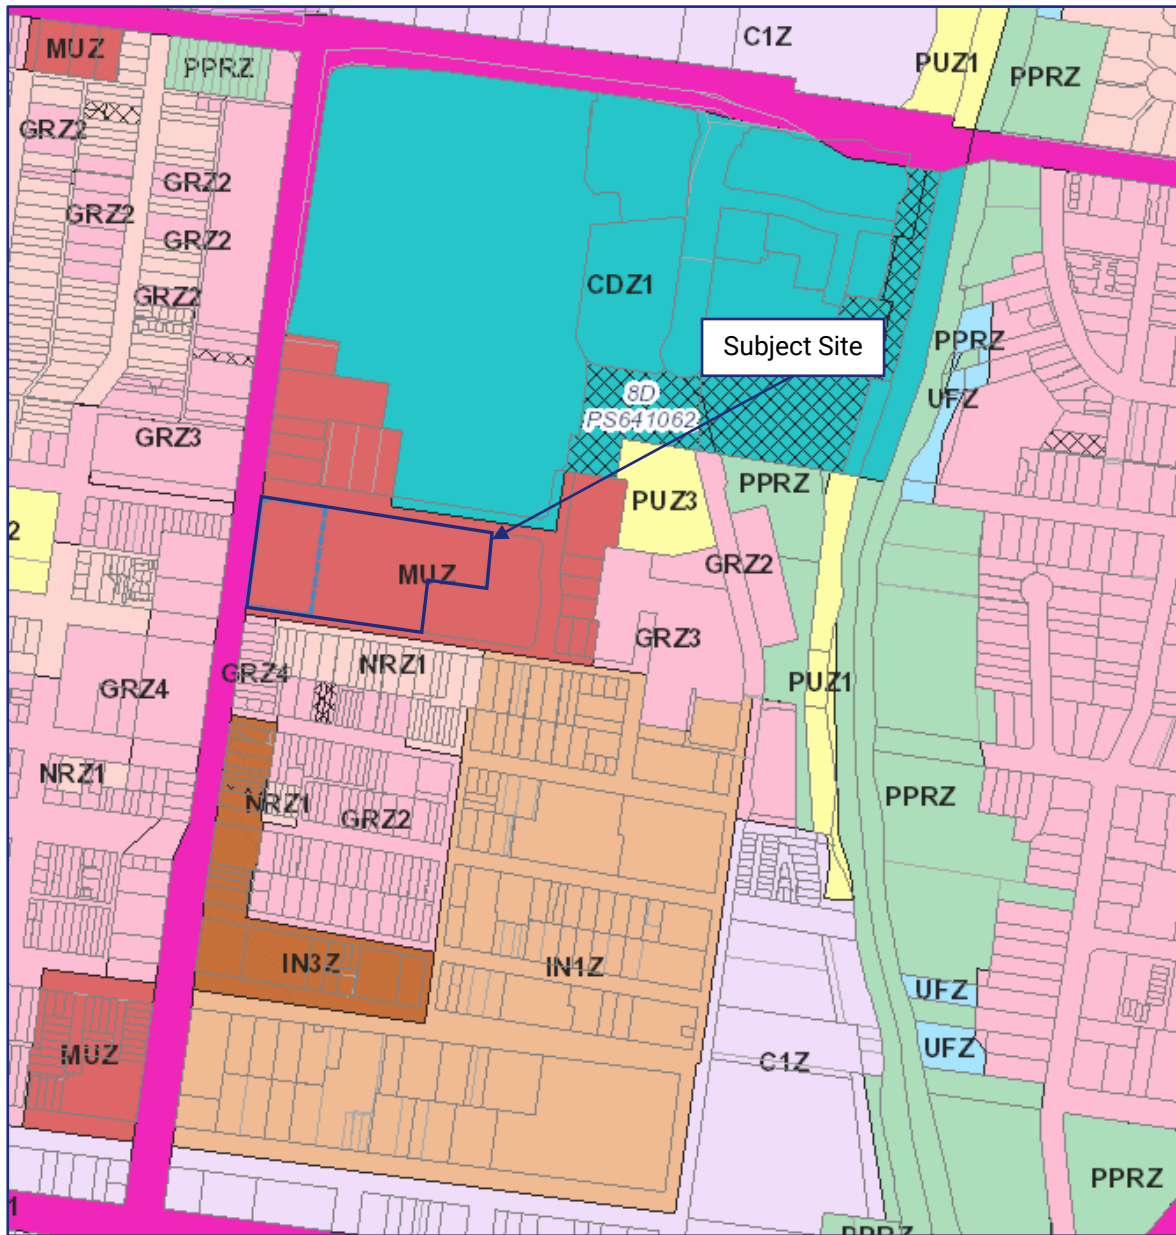 C1Z
MUZ
PUZ1
PPRZ
PPRZ
GRZ2
GRZ2
GRZ2
GRZ2
GRZ2
CDZ1
Subject Site
PPRZ
8D
PS641062
UFZ
GRZ3
PPRZ
PUZ3
2
GRZ2
MUZ
GRZ3
NRZ1
GRZ4
PUZ1
GRZ4
NRZ1
PPRZ
NRZ1
GRZ2
IN3Z
IN1Z
UFZ
UFZ
MUZ
C1Z
PPRZ
1
PPRZ